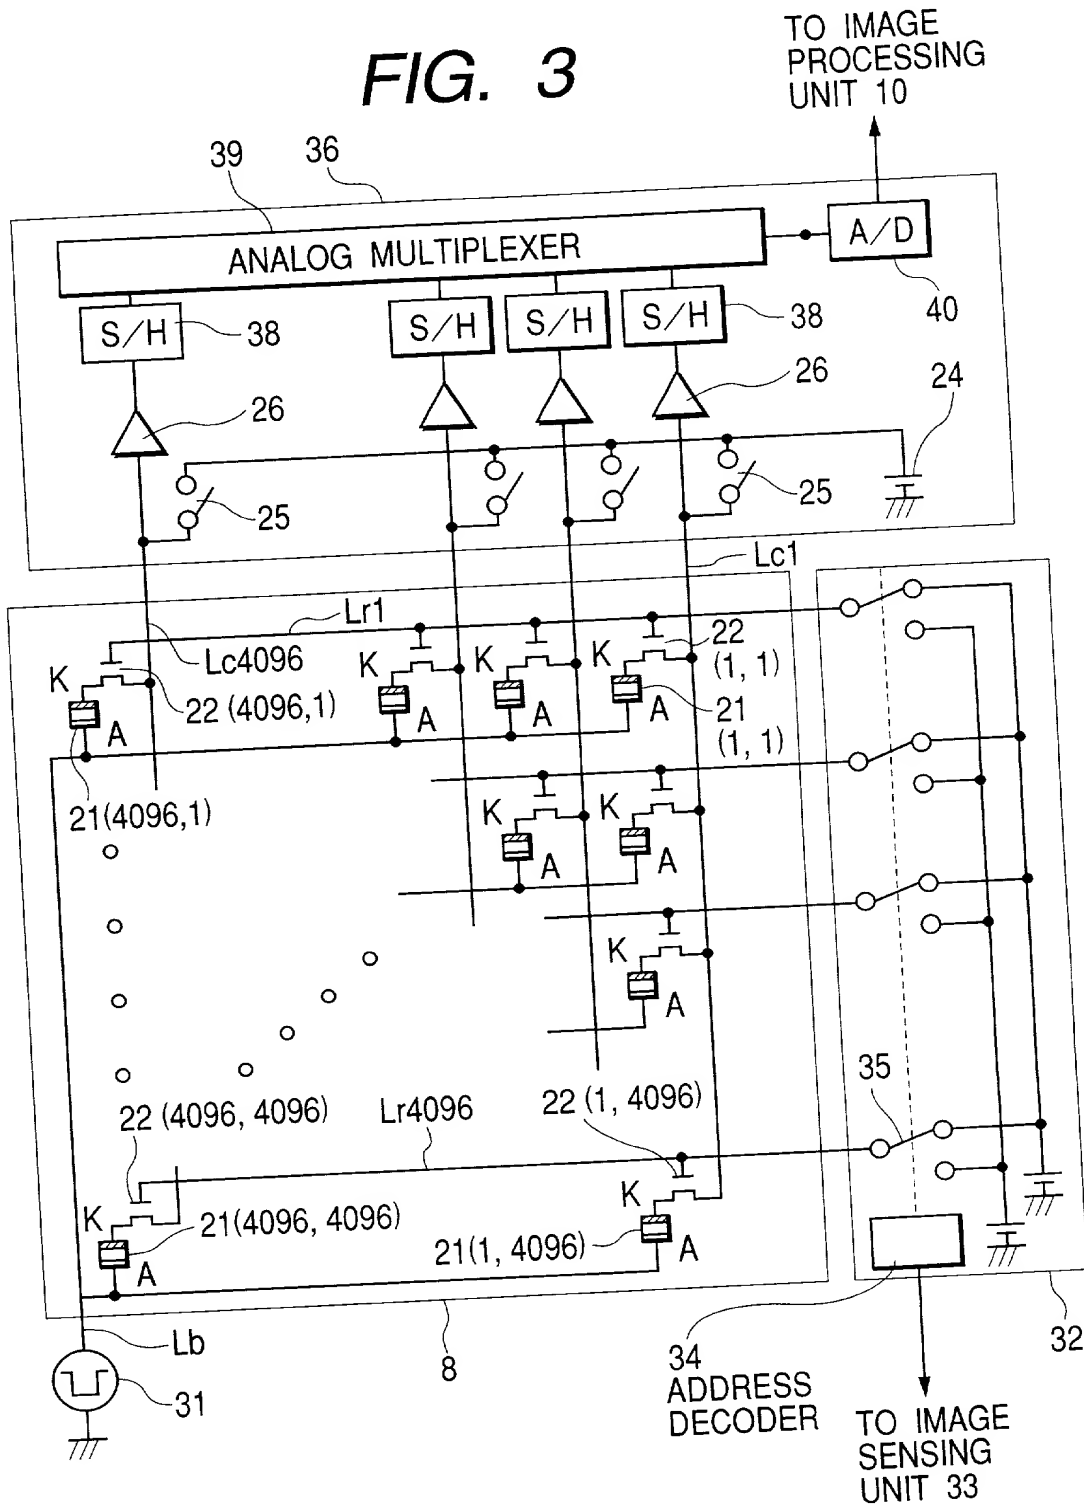 TO IMAGE
PROCESSING
UNIT 10
FIG. 3
39
36
ANALOG MULTIPLEXER
A/D
40
S/H
38
S/H
S/H
S/H
38
26
26
24
25
25
Lc1
Lr1
Lc4096
K
22 (4096,1)
A
21(4096,1)
K
A
K
A
K
A
22
(1, 1)
21
(1, 1)
K
A
K
A
K
A
35
22 (4096, 4096)
Lr4096
22 (1, 4096)
K
21(4096, 4096)
A
K
21(1, 4096)
A
32
Lb
31
8
34
ADDRESS
DECODER
TO IMAGE
SENSING
UNIT 33